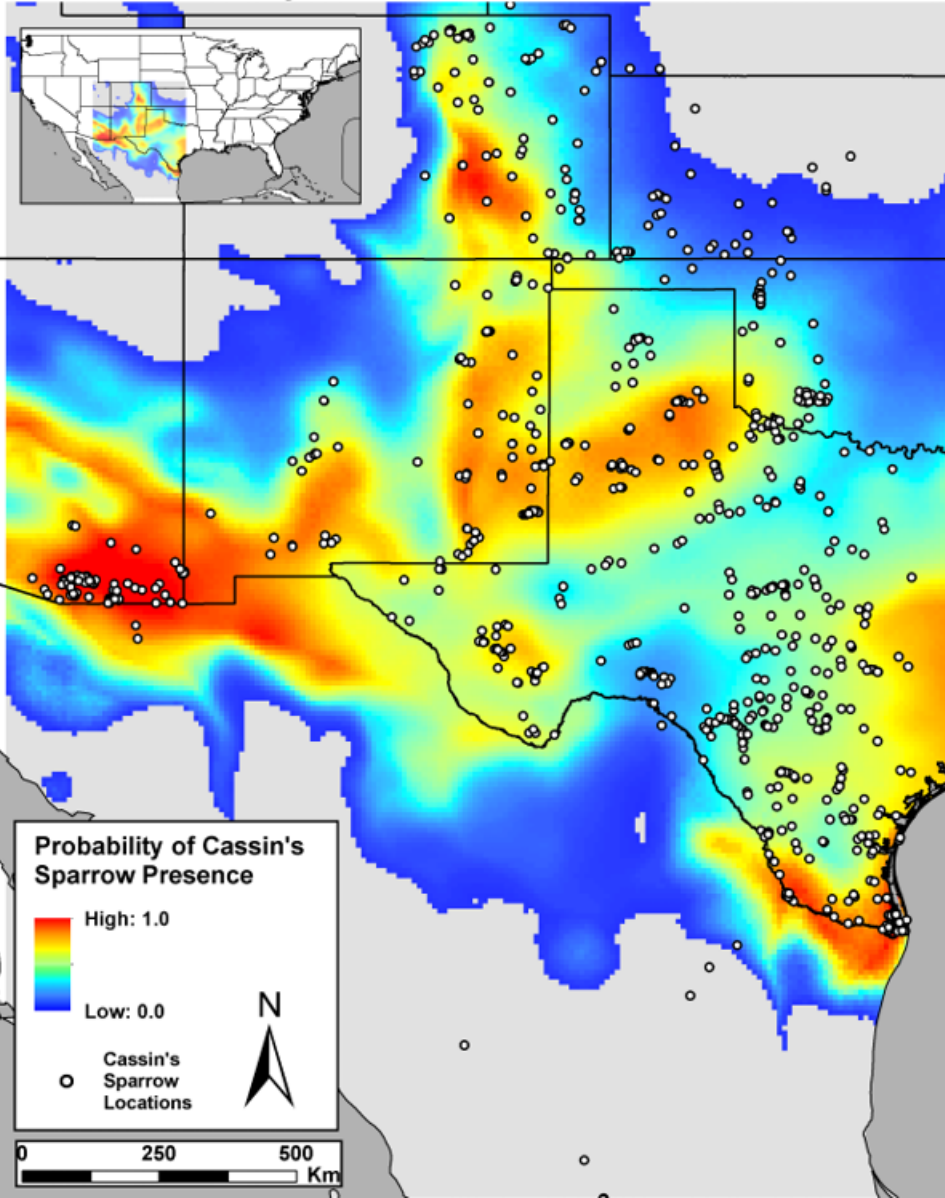 Probability of Cassin's
Sparrow Presence
High: 1.0
Low: 0.0
N
Cassin's
Sparrow
Locations
0 250 500
Km